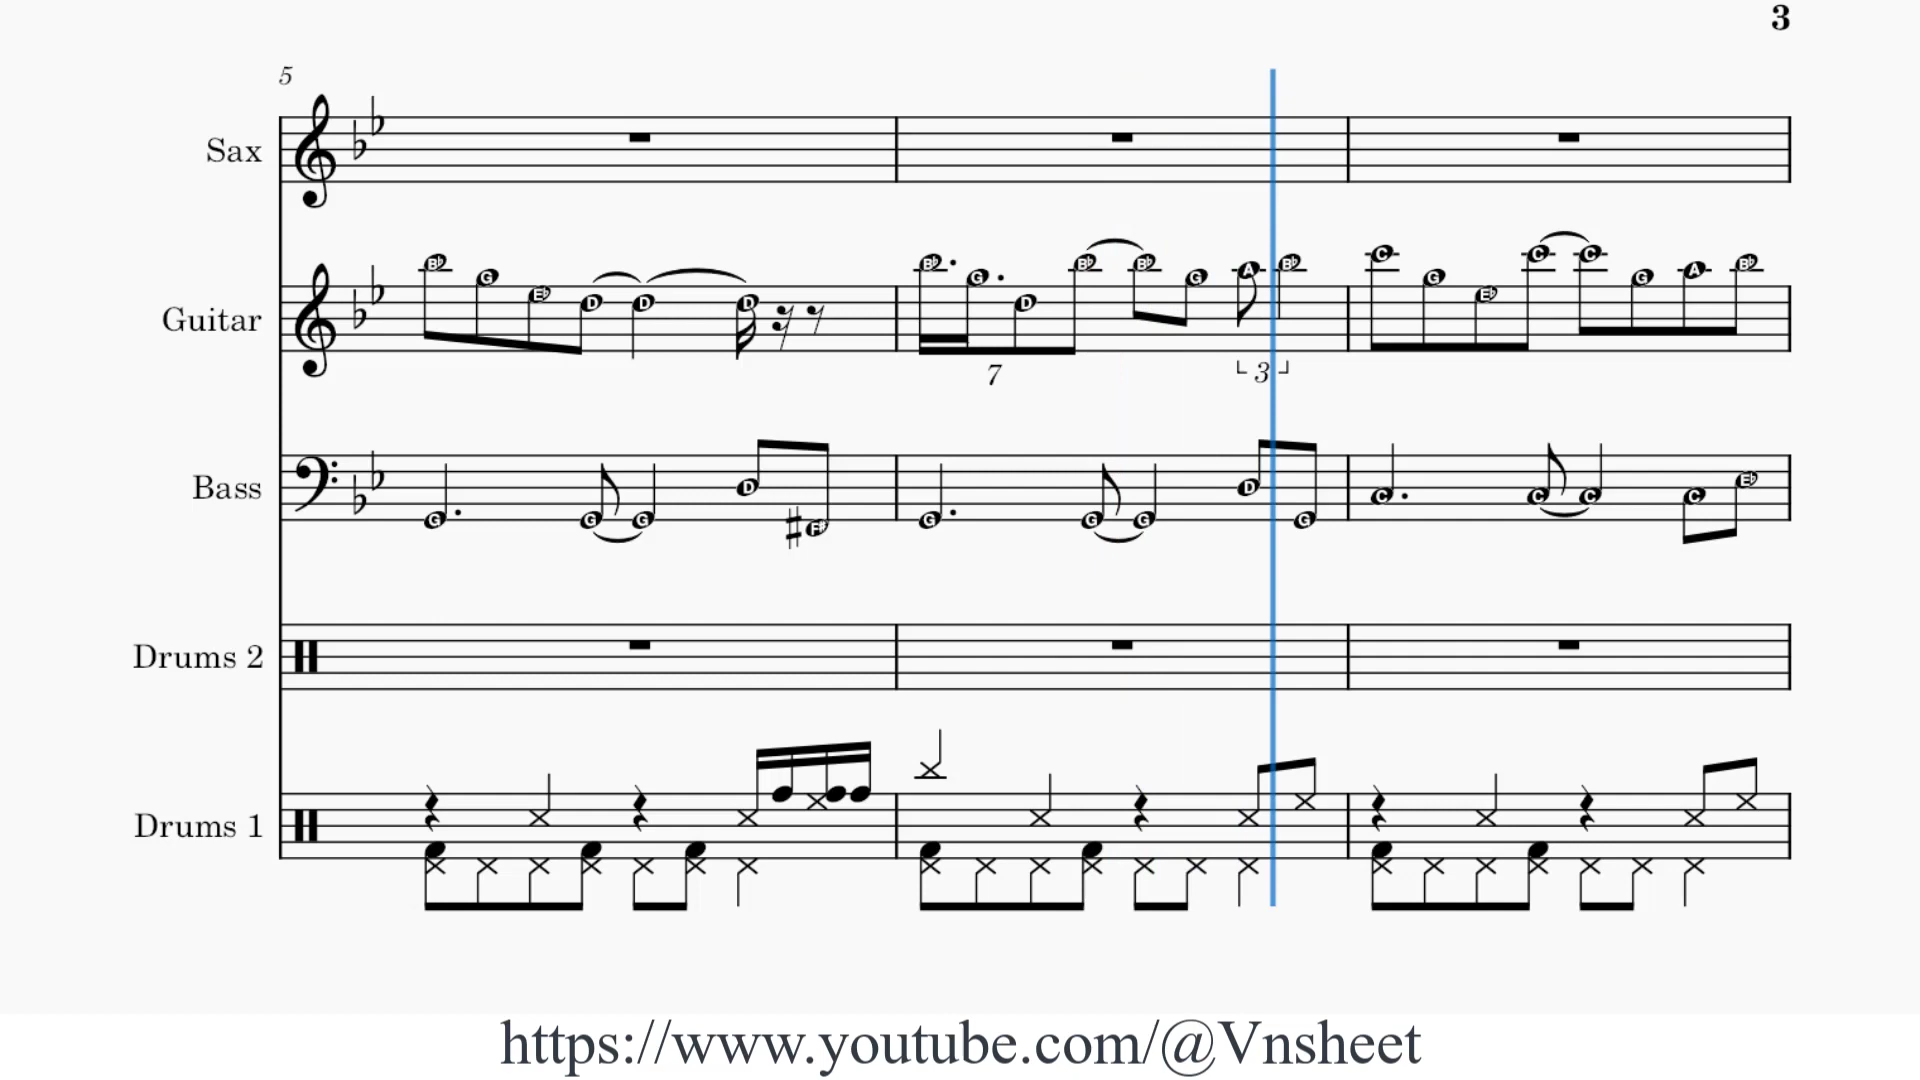 3
5
Sax
Guitar
B♭ G E♭ D D D B♭ G D B♭ B♭ G A B♭ C G E♭ C C G A B♭
7 3
Bass
G G G D F♯ G G G D G C C C C E♭
Drums 2
Drums 1
https://www.youtube.com/@Vnsheet